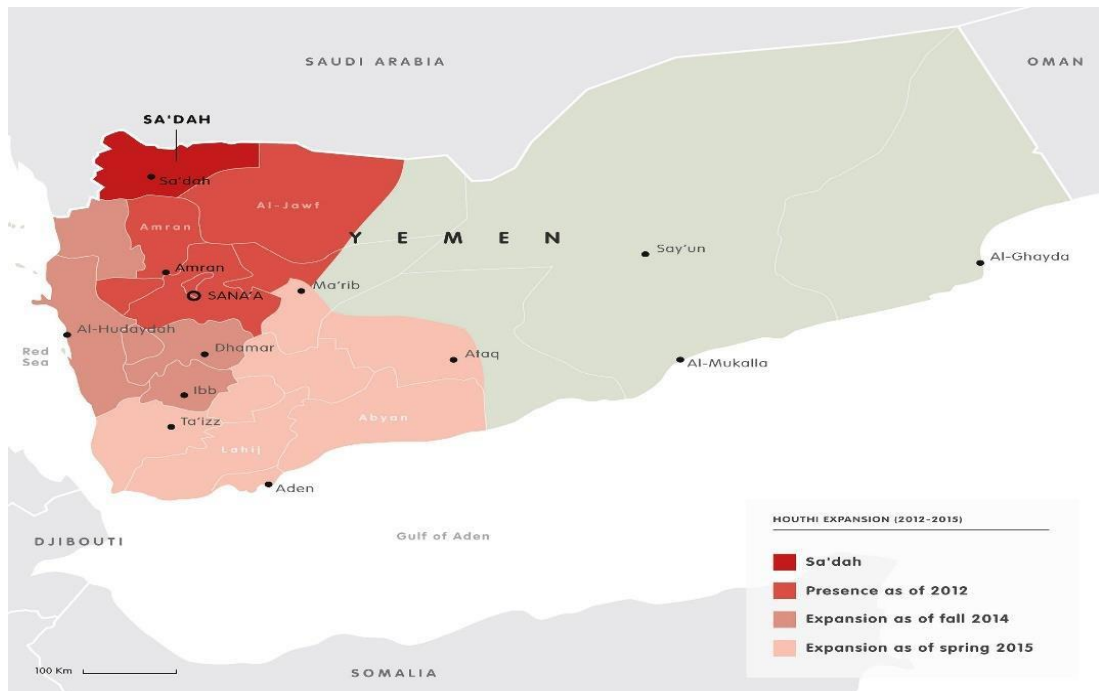 SAUDI ARABIA
OMAN
SA'DAH
Sa'dah
Al-Jawf
Amran
YEMEN
Say'un
Al-Ghayda
Amran
Ma'rib
SANA'A
Al-Hudaydah
Red
Sea
Dhamar
Ataq
Al-Mukalla
Ibb
Ta'izz
Abyan
Lahij
Aden
HOUTHI EXPANSION (2012-2015)
DJIBOUTI
Gulf of Aden
Sa'dah
Presence as of 2012
Expansion as of fall 2014
Expansion as of spring 2015
100 Km
SOMALIA